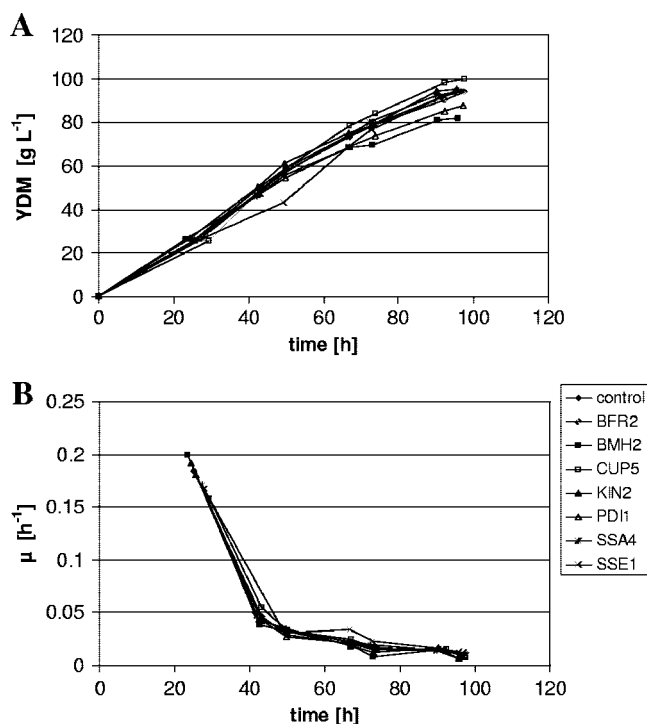 A
YDM [g L⁻¹]
120
100
80
60
40
20
0
0 20 40 60 80 100 120
time [h]
B
µ [h⁻¹]
0.25
0.2
0.15
0.1
0.05
0
0 20 40 60 80 100 120
time [h]
control
BFR2
BMH2
CUP5
KIN2
PDI1
SSA4
SSE1